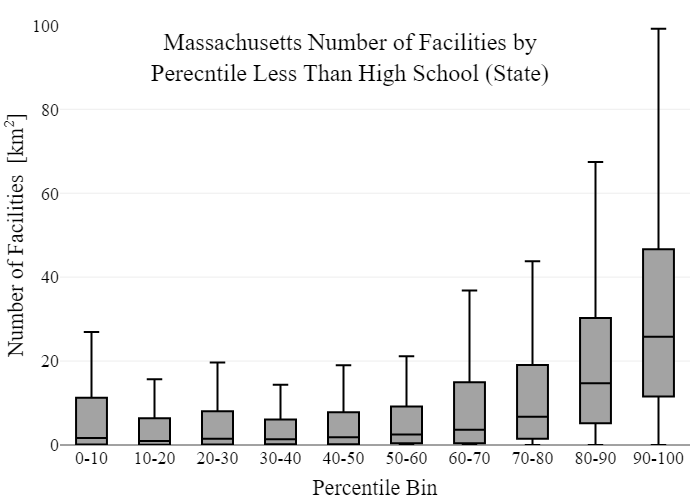 Massachusetts Number of Facilities by
Perecntile Less Than High School (State)
Number of Facilities [km²]
100
80
60
40
20
0
0-10 10-20 20-30 30-40 40-50 50-60 60-70 70-80 80-90 90-100
Percentile Bin